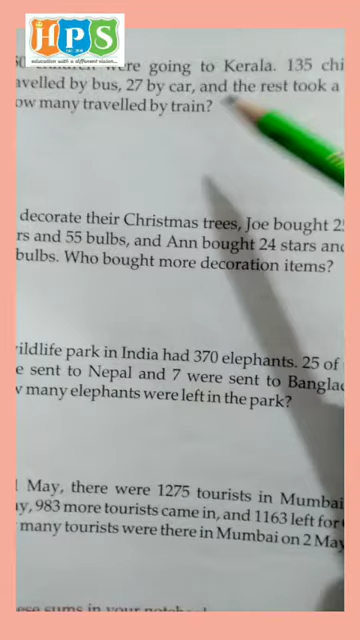 HPS
education with a different vision...
were going to Kerala. 135 chi
avelled by bus, 27 by car, and the rest took a
ow many travelled by train?
decorate their Christmas trees, Joe bought 2
rs and 55 bulbs, and Ann bought 24 stars and
bulbs. Who bought more decoration items?
ildlife park in India had 370 elephants. 25 of
e sent to Nepal and 7 were sent to Banglad
w many elephants were left in the park?
May, there were 1275 tourists in Mumbai
ay, 983 more tourists came in, and 1163 left for
many tourists were there in Mumbai on 2 May